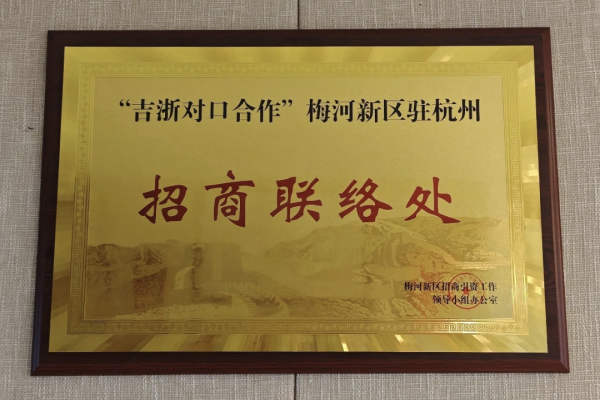 “吉浙对口合作”梅河新区驻杭州
招商联络处
梅河新区招商引资工作
领导小组办公室